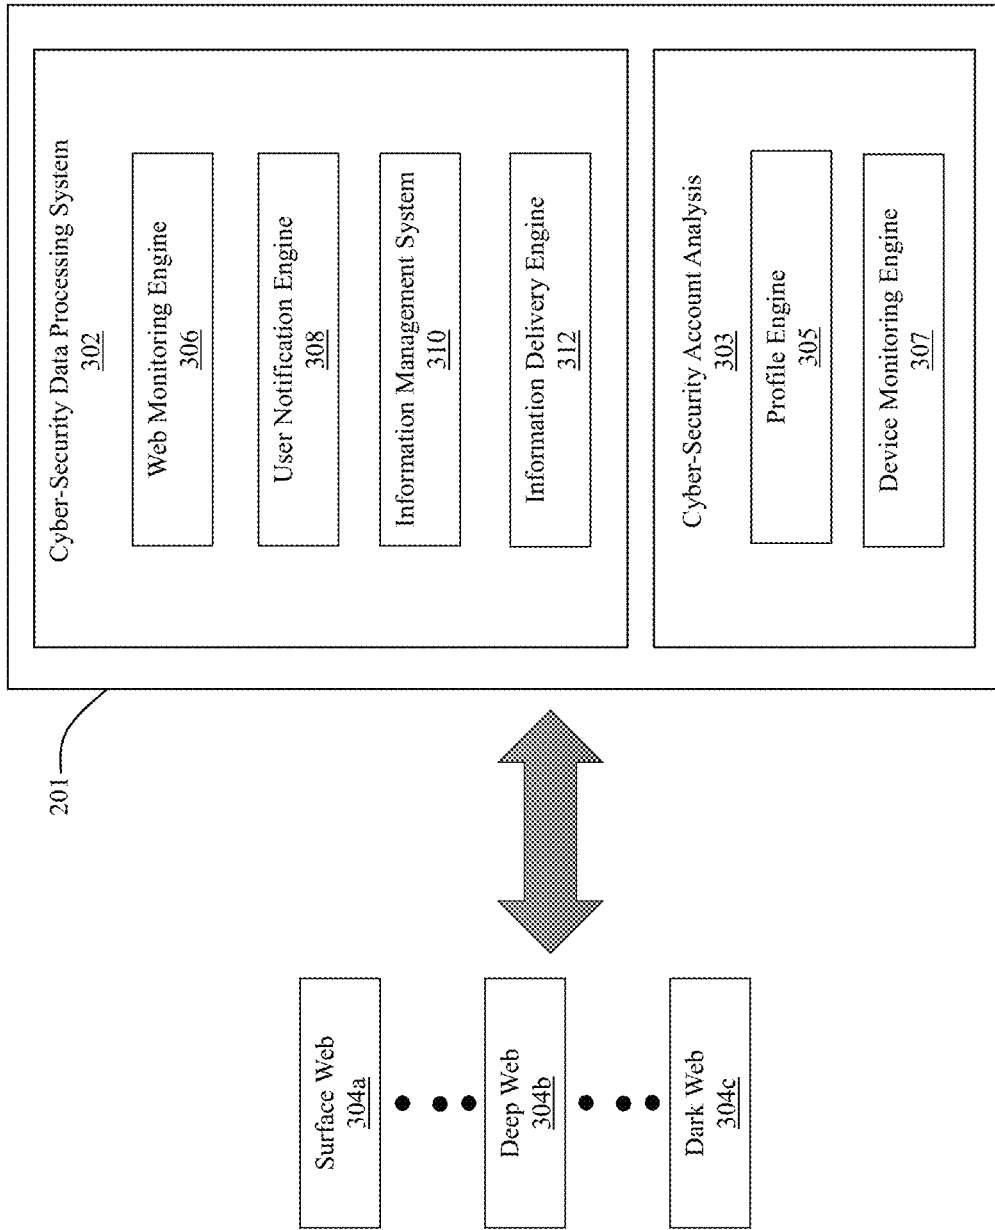 201
Cyber-Security Data Processing System
302
Web Monitoring Engine
306
User Notification Engine
308
Information Management System
310
Information Delivery Engine
312
Cyber-Security Account Analysis
303
Profile Engine
305
Device Monitoring Engine
307
Surface Web
304a
Deep Web
304b
Dark Web
304c